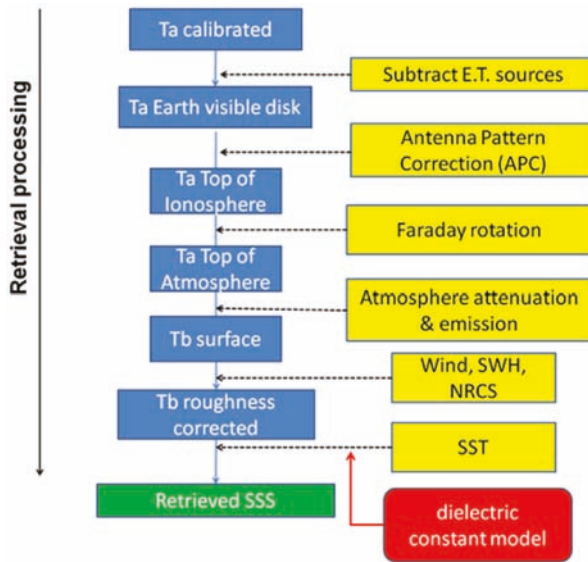 Retrieval processing
Ta calibrated
Subtract E.T. sources
Ta Earth visible disk
Antenna Pattern
Correction (APC)
Ta Top of
Ionosphere
Faraday rotation
Ta Top of
Atmosphere
Atmosphere attenuation
& emission
Tb surface
Wind, SWH,
NRCS
Tb roughness
corrected
SST
Retrieved SSS
dielectric
constant model